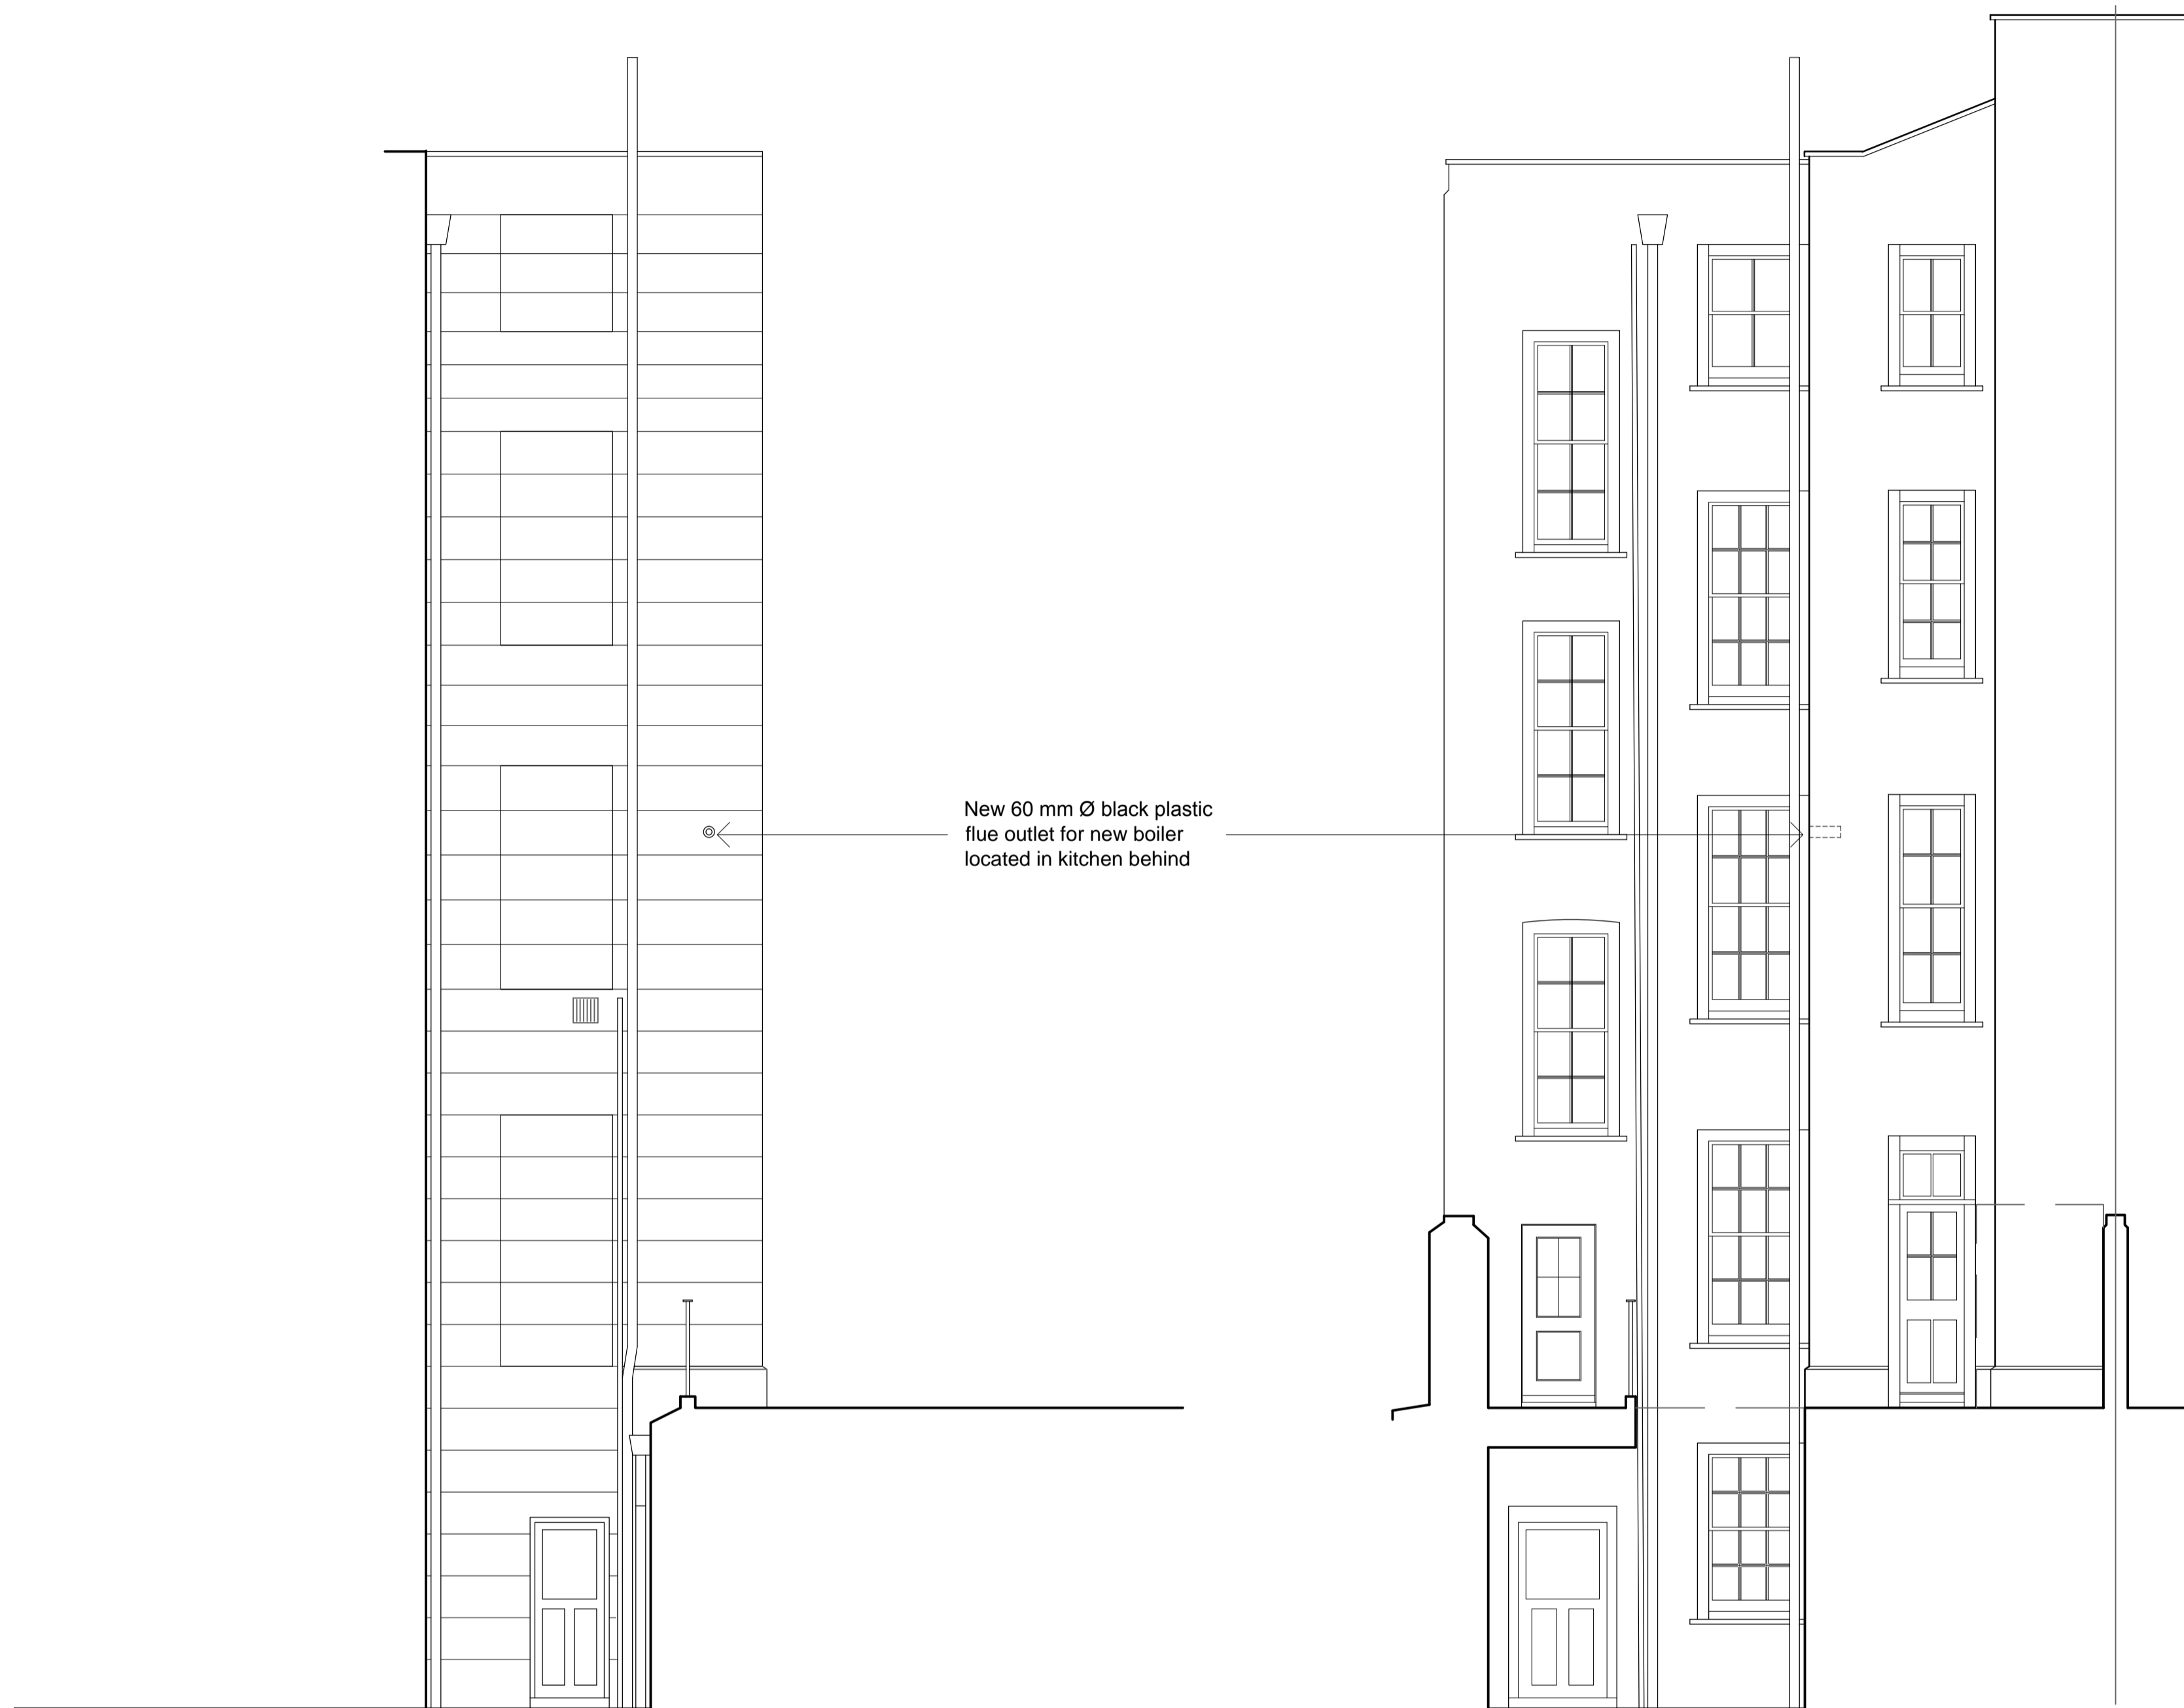 New 60 mm Ø black plastic
flue outlet for new boiler
located in kitchen behind